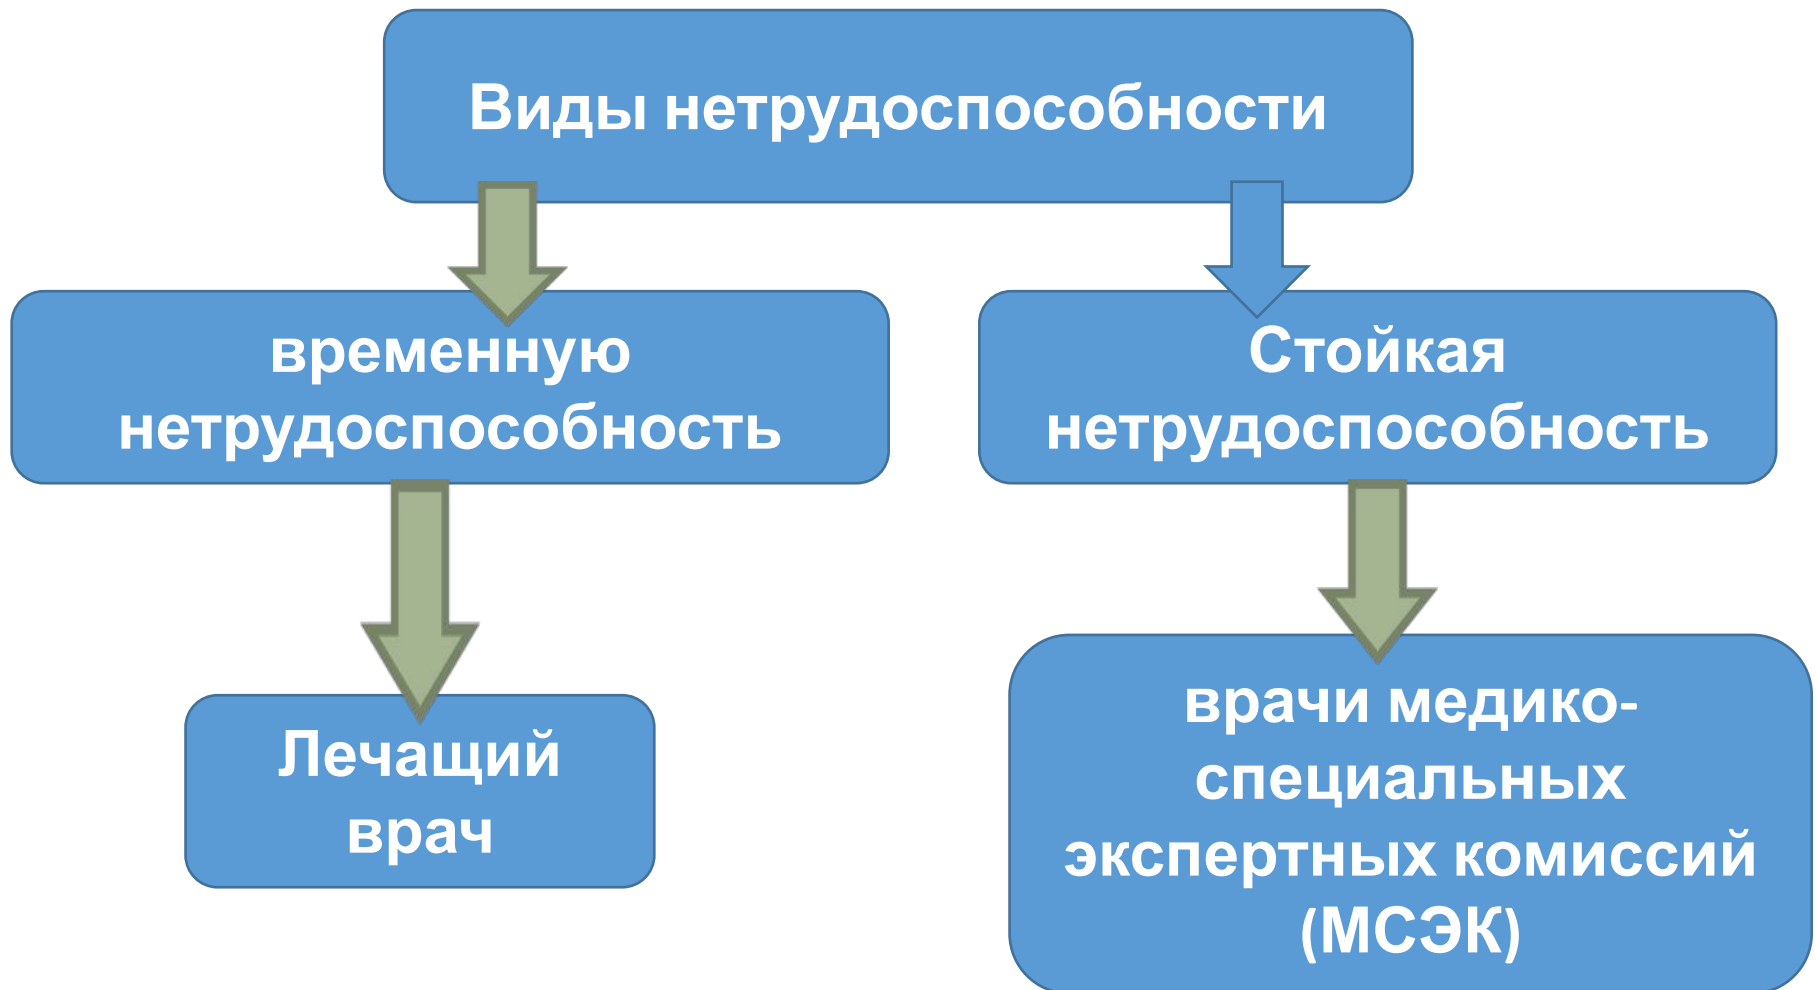 Виды нетрудоспособности
временную
нетрудоспособность
Стойкая
нетрудоспособность
Лечащий
врач
врачи медико-
специальных
экспертных комиссий
(МСЭК)